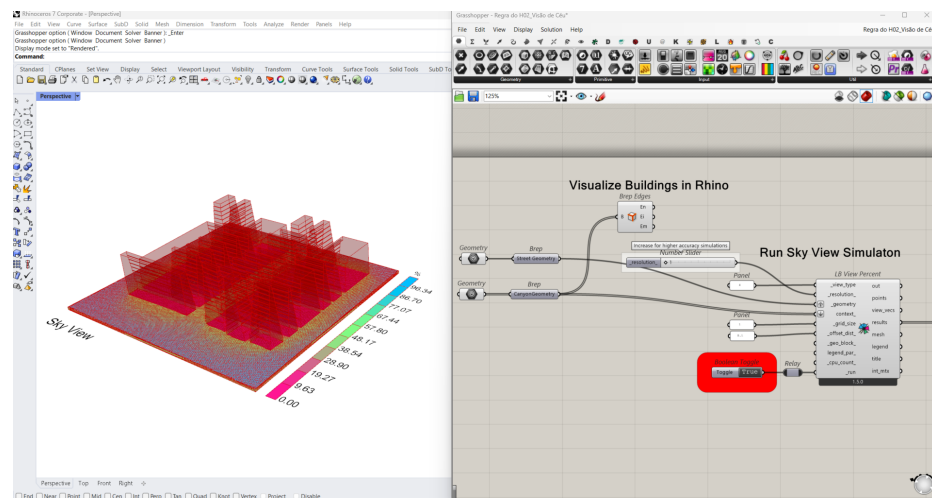 Rhinoceros 7 Corporate - [Perspective]
File Edit View Curve Surface SubD Solid Mesh Dimension Transform Tools Analyze Render Panels Help
Grasshopper option ( Window Document Solver Banner ): _Enter
Grasshopper option ( Window Document Solver Banner )
Display mode set to "Rendered".
Command:
Standard CPlanes Set View Display Select Viewport Layout Visibility Transform Curve Tools Surface Tools Solid Tools SubD To
Perspective
Sky View
%
96.34
86.70
77.07
67.44
57.80
48.17
38.54
28.90
19.27
9.63
0.00
Perspective Top Front Right
End Near Point Mid Cen Int Perp Tan Quad Knot Vertex Project Disable
Grasshopper - Regra do H02_Visão de Céu*
File Edit View Display Solution Help
Regra do H02_Visão de Céu*
Geometry
Primitive
Input
Util
125%
Visualize Buildings in Rhino
Brep Edges
B
En
Ei
Em
Increase for higher accuracy simulations.
Number Slider
_resolution_
Geometry
Brep
Street Geometry
Geometry
Brep
CanyonGeometry
Panel
Panel
Run Sky View Simulaton
LB View Percent
_view_type
_resolution_
_geometry
context_
_grid_size
_offset_dist_
_geo_block_
legend_par_
_cpu_count_
_run
out
points
view_vecs
results
mesh
legend
title
int_mtx
1.5.0
Toggle True
Relay